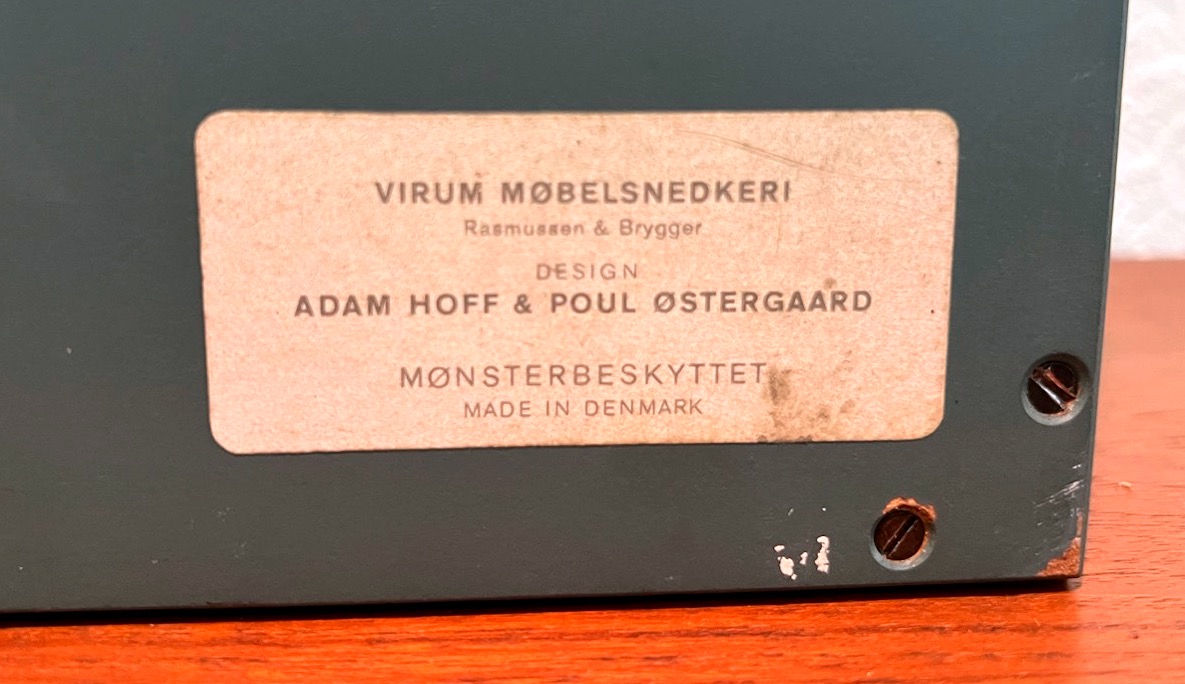 VIRUM MØBELSNEDKERI
Rasmussen & Brygger
DESIGN
ADAM HOFF & POUL ØSTERGAARD
MØNSTERBESKYTTET
MADE IN DENMARK